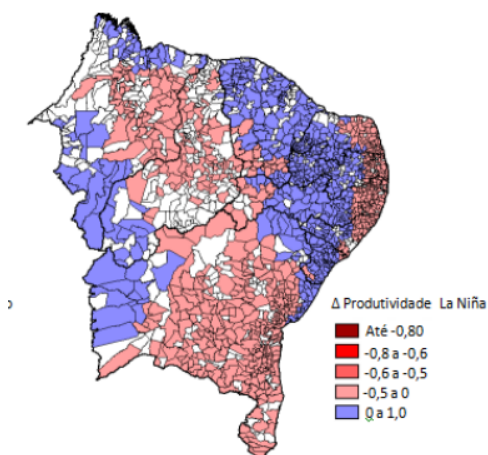 Δ Produtividade La Niña
Até -0,80
-0,8 a -0,6
-0,6 a -0,5
-0,5 a 0
0 a 1,0